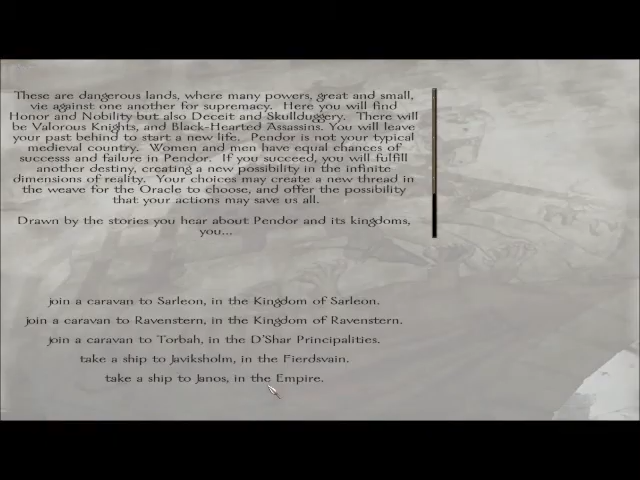 These are dangerous lands, where many powers, great and small,
vie against one another for supremacy.  Here you will find
Honor and Nobility but also Deceit and Skullduggery.  There will
be Valorous Knights, and Black-Hearted Assassins. You will leave
your past behind to start a new life.  Pendor is not your typical
medieval country.  Women and men have equal chances of
successs and failure in Pendor.  If you succeed, you will fulfill
another destiny, creating a new possibility in the infinite
dimensions of reality.  Your choices may create a new thread in
the weave for the Oracle to choose, and offer the possibility
that your actions may save us all.
Drawn by the stories you hear about Pendor and its kingdoms,
you...
join a caravan to Sarleon, in the Kingdom of Sarleon.
join a caravan to Ravenstern, in the Kingdom of Ravenstern.
join a caravan to Torbah, in the D'Shar Principalities.
take a ship to Javiksholm, in the Fierdsvain.
take a ship to Janos, in the Empire.